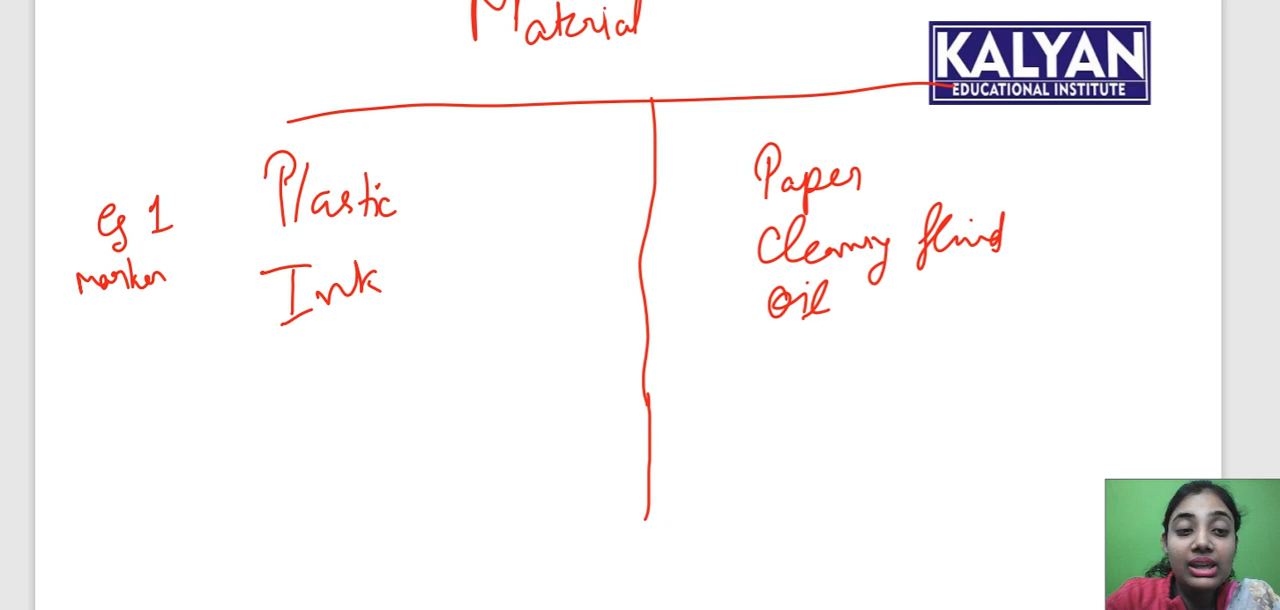 Material
KALYAN
EDUCATIONAL INSTITUTE
Plastic
Paper
Eg 1
Cleaning fluid
marker
Ink
Oil